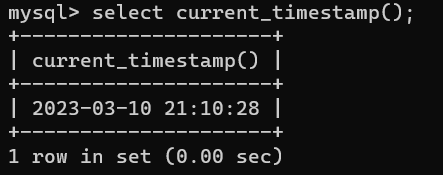 mysql> select current_timestamp();
+---------------------+
| current_timestamp() |
+---------------------+
| 2023-03-10 21:10:28 |
+---------------------+
1 row in set (0.00 sec)